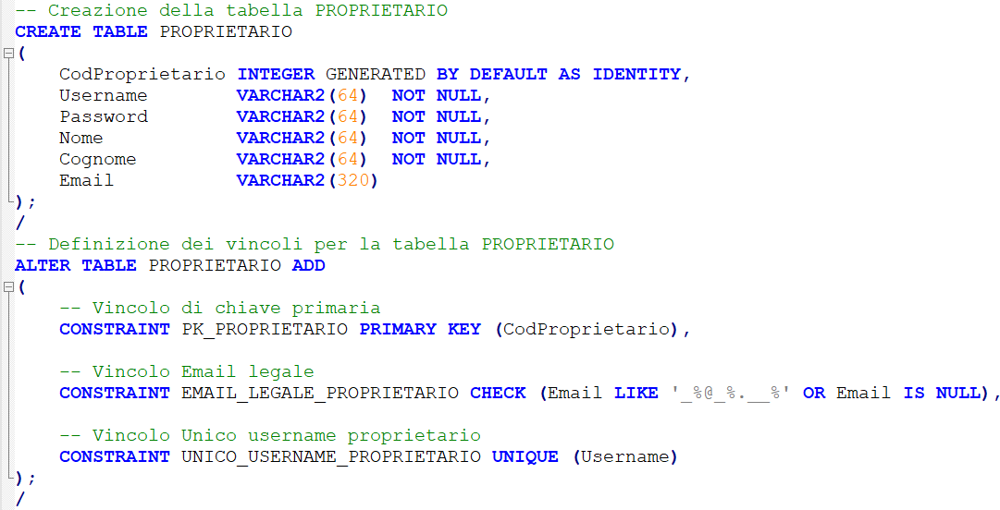 -- Creazione della tabella PROPRIETARIO
CREATE TABLE PROPRIETARIO
(
    CodProprietario INTEGER GENERATED BY DEFAULT AS IDENTITY,
    Username        VARCHAR2(64)  NOT NULL,
    Password        VARCHAR2(64)  NOT NULL,
    Nome            VARCHAR2(64)  NOT NULL,
    Cognome         VARCHAR2(64)  NOT NULL,
    Email           VARCHAR2(320)
);
/
-- Definizione dei vincoli per la tabella PROPRIETARIO
ALTER TABLE PROPRIETARIO ADD
(
    -- Vincolo di chiave primaria
    CONSTRAINT PK_PROPRIETARIO PRIMARY KEY (CodProprietario),

    -- Vincolo Email legale
    CONSTRAINT EMAIL_LEGALE_PROPRIETARIO CHECK (Email LIKE '_%@_%.__%' OR Email IS NULL),

    -- Vincolo Unico username proprietario
    CONSTRAINT UNICO_USERNAME_PROPRIETARIO UNIQUE (Username)
);
/